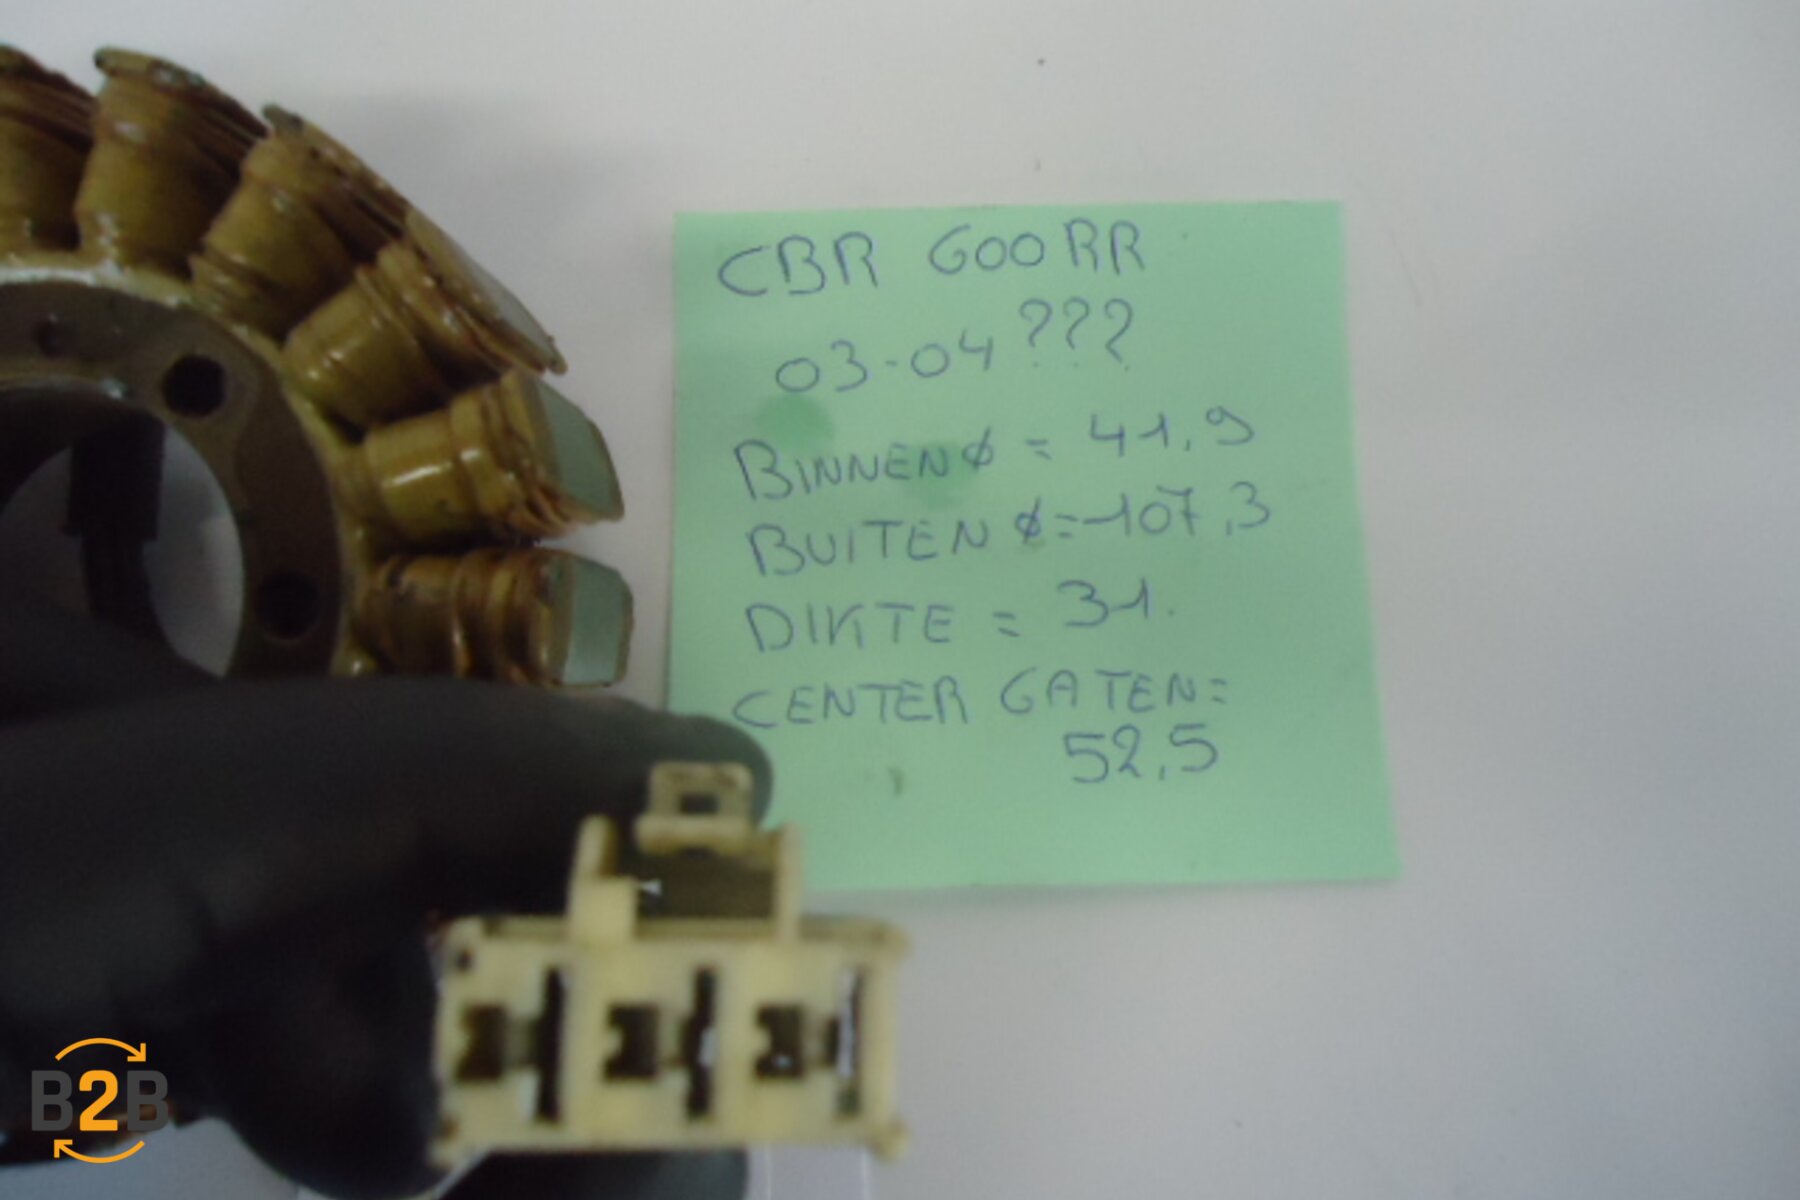 CBR 600RR
03-04???
BINNEN ϕ = 41,9
BUITEN ϕ = 107,3
DIKTE = 31.
CENTER GATEN =
52,5
B2B